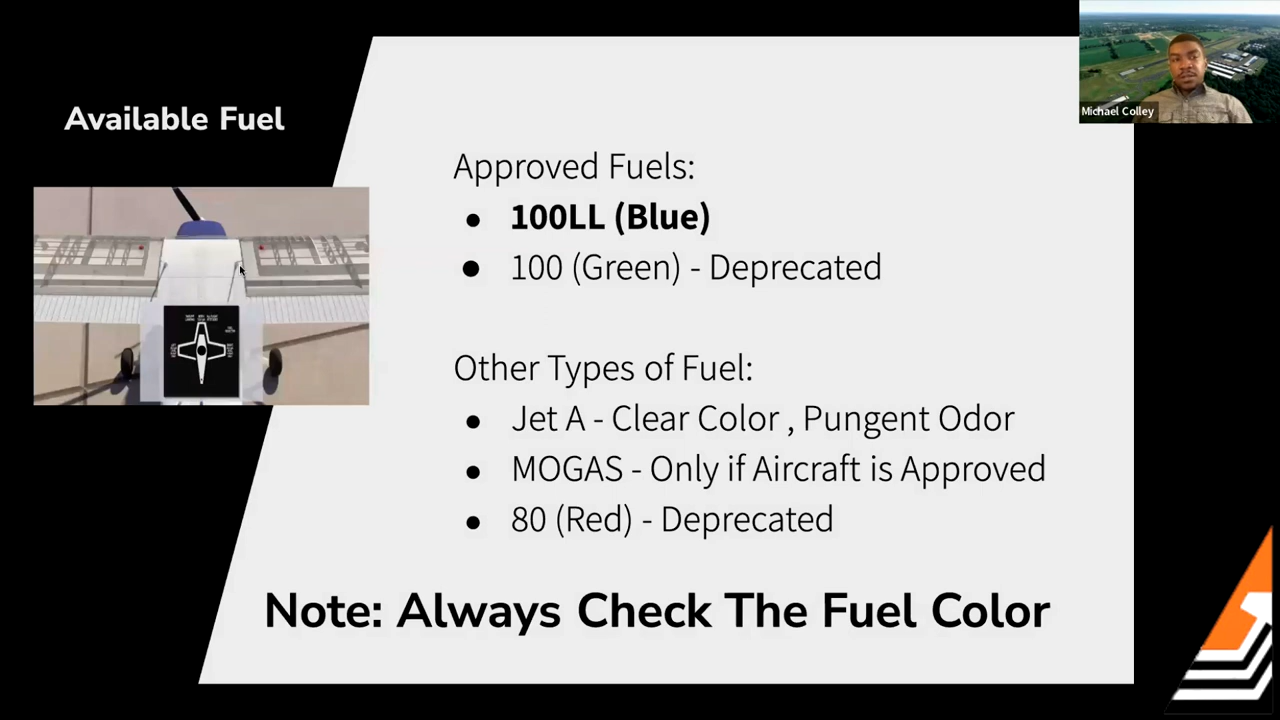 Available Fuel
Michael Colley
Approved Fuels:
● 100LL (Blue)
● 100 (Green) - Deprecated
Other Types of Fuel:
● Jet A - Clear Color , Pungent Odor
● MOGAS - Only if Aircraft is Approved
● 80 (Red) - Deprecated
Note: Always Check The Fuel Color